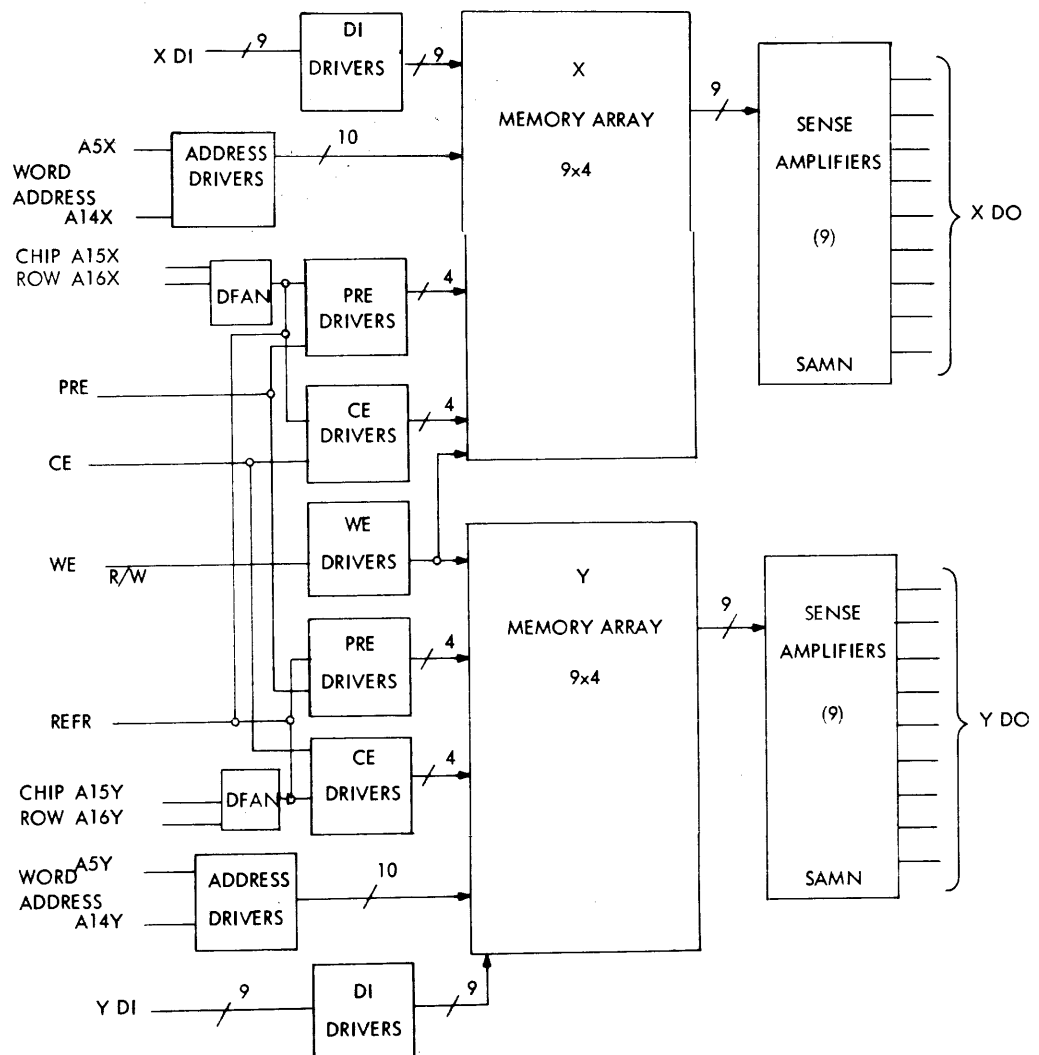 X DI
9
DI
DRIVERS
9
X
MEMORY ARRAY
9x4
9
SENSE
AMPLIFIERS
(9)
SAMN
X DO
A5X
WORD
ADDRESS
A14X
ADDRESS
DRIVERS
10
CHIP A15X
ROW A16X
DFAN
PRE
DRIVERS
4
PRE
CE
DRIVERS
4
CE
WE
DRIVERS
WE
R/W
Y
MEMORY ARRAY
9x4
9
SENSE
AMPLIFIERS
(9)
SAMN
Y DO
PRE
DRIVERS
4
REFR
CE
DRIVERS
4
CHIP A15Y
ROW A16Y
DFAN
A5Y
WORD
ADDRESS
A14Y
ADDRESS
DRIVERS
10
Y DI
9
DI
DRIVERS
9